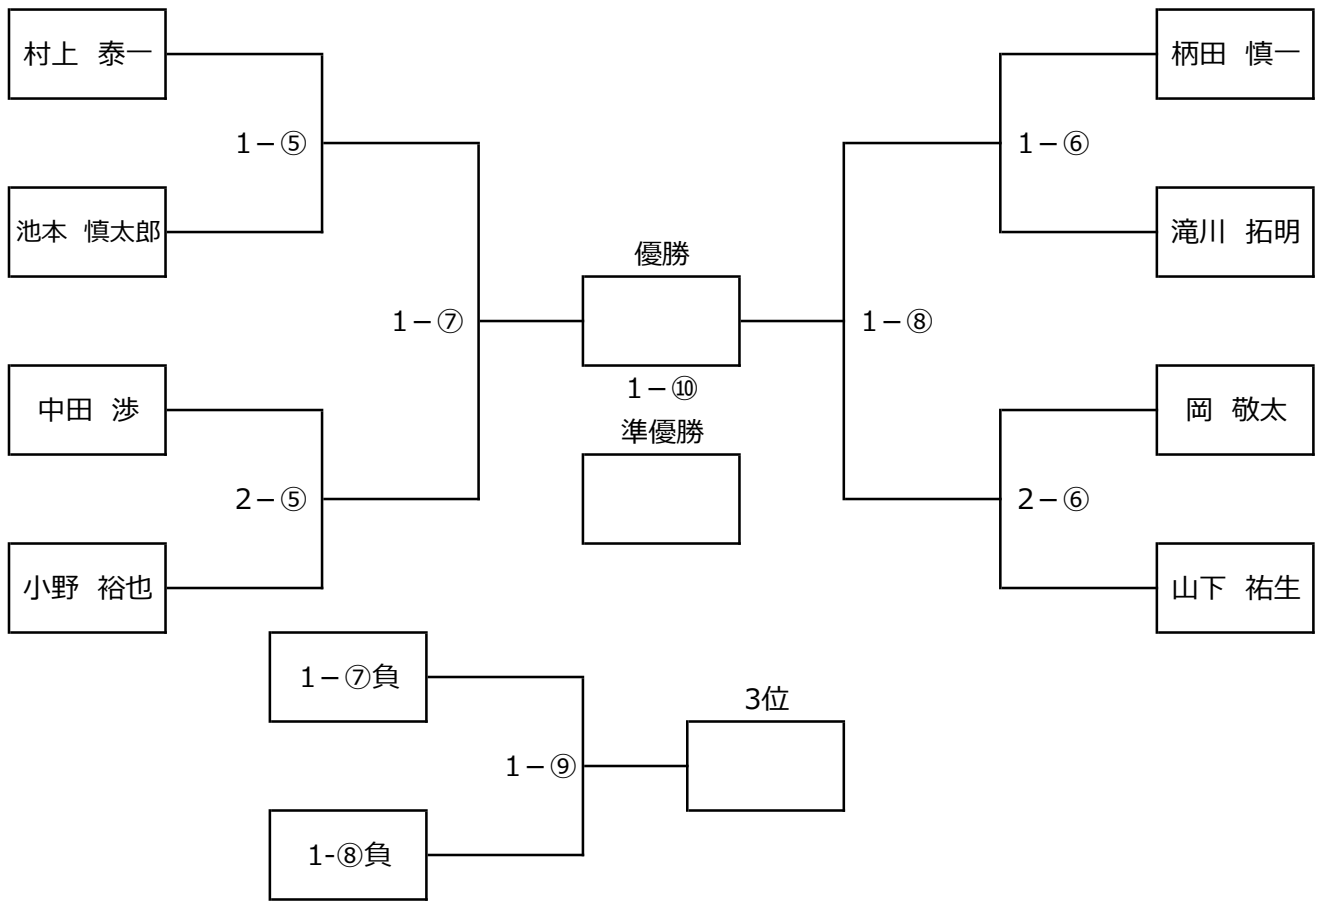 村上　泰一
柄田　慎一
1－⑤
1－⑥
池本　慎太郎
滝川　拓明
優勝
1－⑦
1－⑧
1－⑩
中田　渉
岡　敬太
準優勝
2－⑤
2－⑥
小野　裕也
山下　祐生
1－⑦負
3位
1－⑨
1-⑧負